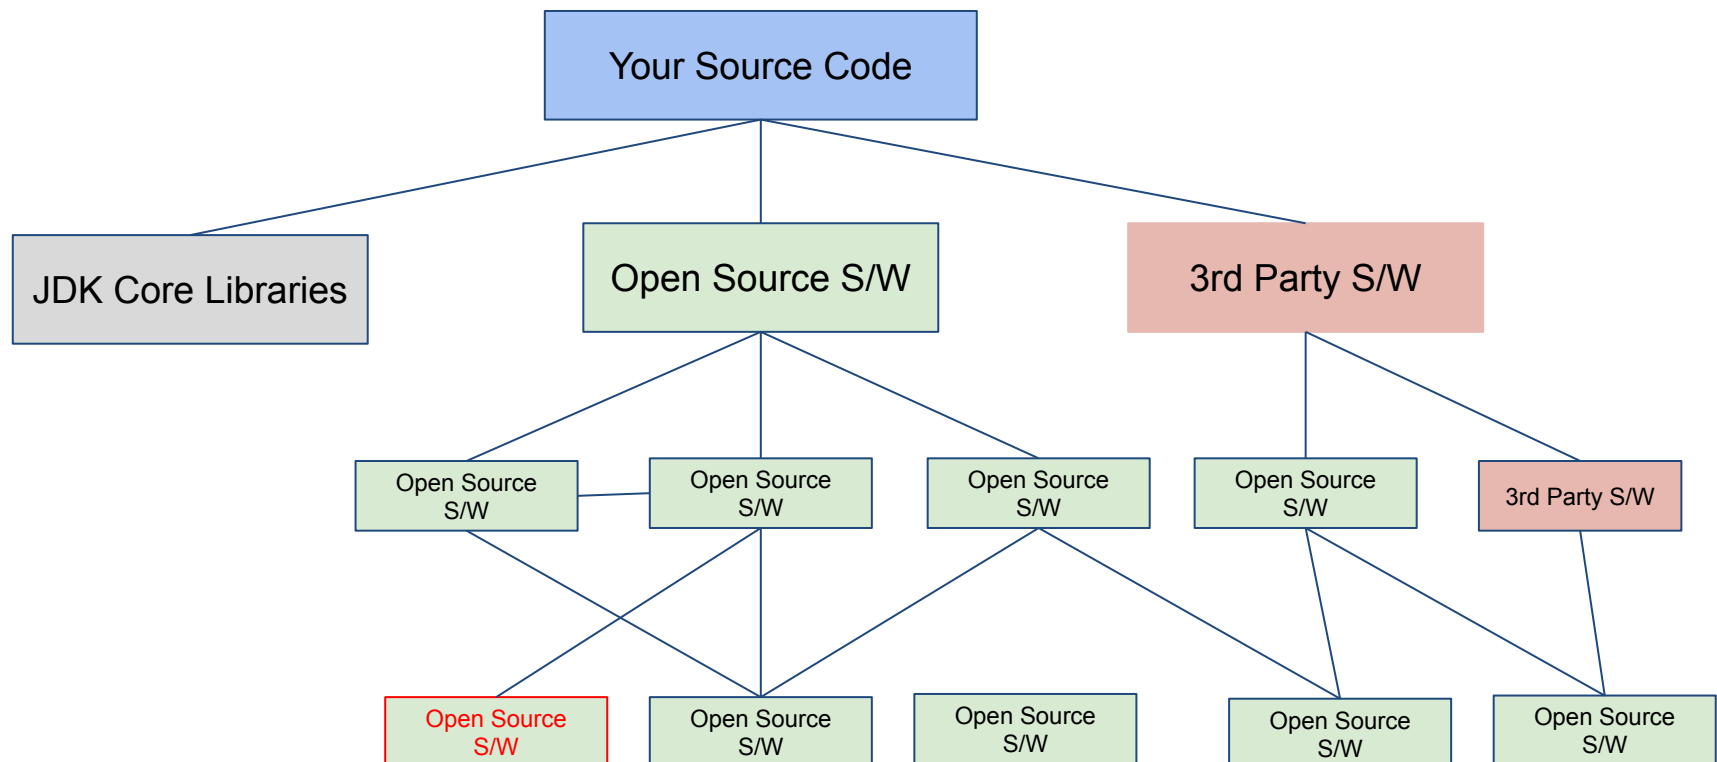 Your Source Code
JDK Core Libraries
Open Source S/W
3rd Party S/W
Open Source
S/W
Open Source
S/W
Open Source
S/W
Open Source
S/W
3rd Party S/W
Open Source
S/W
Open Source
S/W
Open Source
S/W
Open Source
S/W
Open Source
S/W